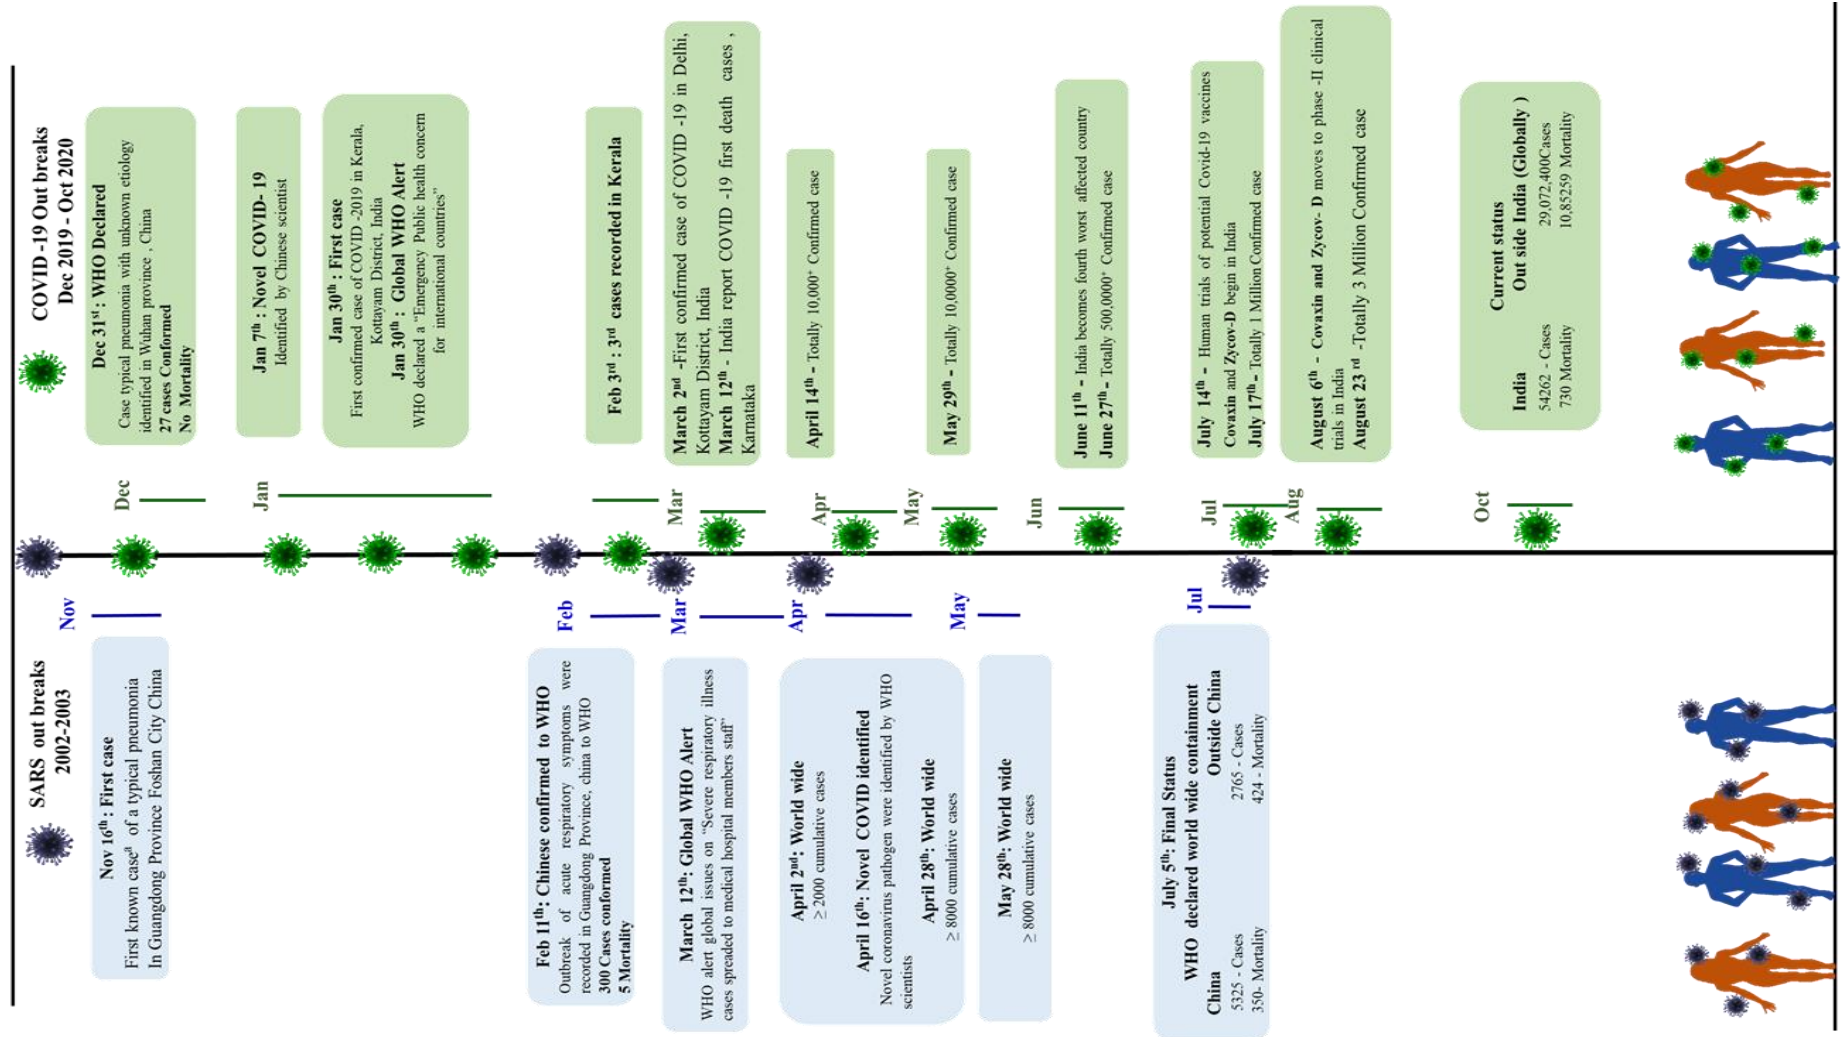 SARS out breaks
2002-2003
Nov 16th : First case
First known caseª of a typical pneumonia
In Guangdong Province Foshan City China
Feb 11th: Chinese confirmed to WHO
Outbreak of acute respiratory symptoms were
recorded in Guangdong Province, china to WHO
300 Cases conformed
5 Mortality
March 12th: Global WHO Alert
WHO alert global issues on “Severe respiratory illness
cases spreaded to medical hospital members staff”
April 2nd: World wide
≥ 2000 cumulative cases
April 16th: Novel COVID identified
Novel coronavirus pathogen were identified by WHO
scientists
April 28th: World wide
≥ 8000 cumulative cases
May 28th: World wide
≥ 8000 cumulative cases
July 5th: Final Status
WHO declared world wide containment
China Outside China
5325 - Cases 2765 - Cases
350- Mortality 424 - Mortality
Nov
Feb
Mar
Apr
May
Jul
Dec
Jan
Mar
Apr
May
Jun
Jul
Aug
Oct
COVID -19 Out breaks
Dec 2019 - Oct 2020
Dec 31st : WHO Declared
Case typical pneumonia with unknown etiology
identified in Wuhan province , China
27 cases Conformed
No Mortality
Jan 7th : Novel COVID- 19
Identified by Chinese scientist
Jan 30th : First case
First confirmed case of COVID -2019 in Kerala,
Kottayam District, India
Jan 30th : Global WHO Alert
WHO declared a “Emergency Public health concern
for international countries”
Feb 3rd : 3rd cases recorded in Kerala
March 2nd -First confirmed case of COVID -19 in Delhi,
Kottayam District, India
March 12th - India report COVID -19 first death cases ,
Karnataka
April 14th - Totally 10,000+ Confirmed case
May 29th - Totally 10,0000+ Confirmed case
June 11th - India becomes fourth worst affected country
June 27th- Totally 500,0000+ Confirmed case
July 14th - Human trials of potential Covid-19 vaccines
Covaxin and Zycov-D begin in India
July 17th- Totally 1 Million Confirmed case
August 6th - Covaxin and Zycov- D moves to phase -II clinical
trials in India
August 23 rd -Totally 3 Million Confirmed case
Current status
India Out side India (Globally )
54262 - Cases 29,072,400Cases
730 Mortality 10,85259 Mortality